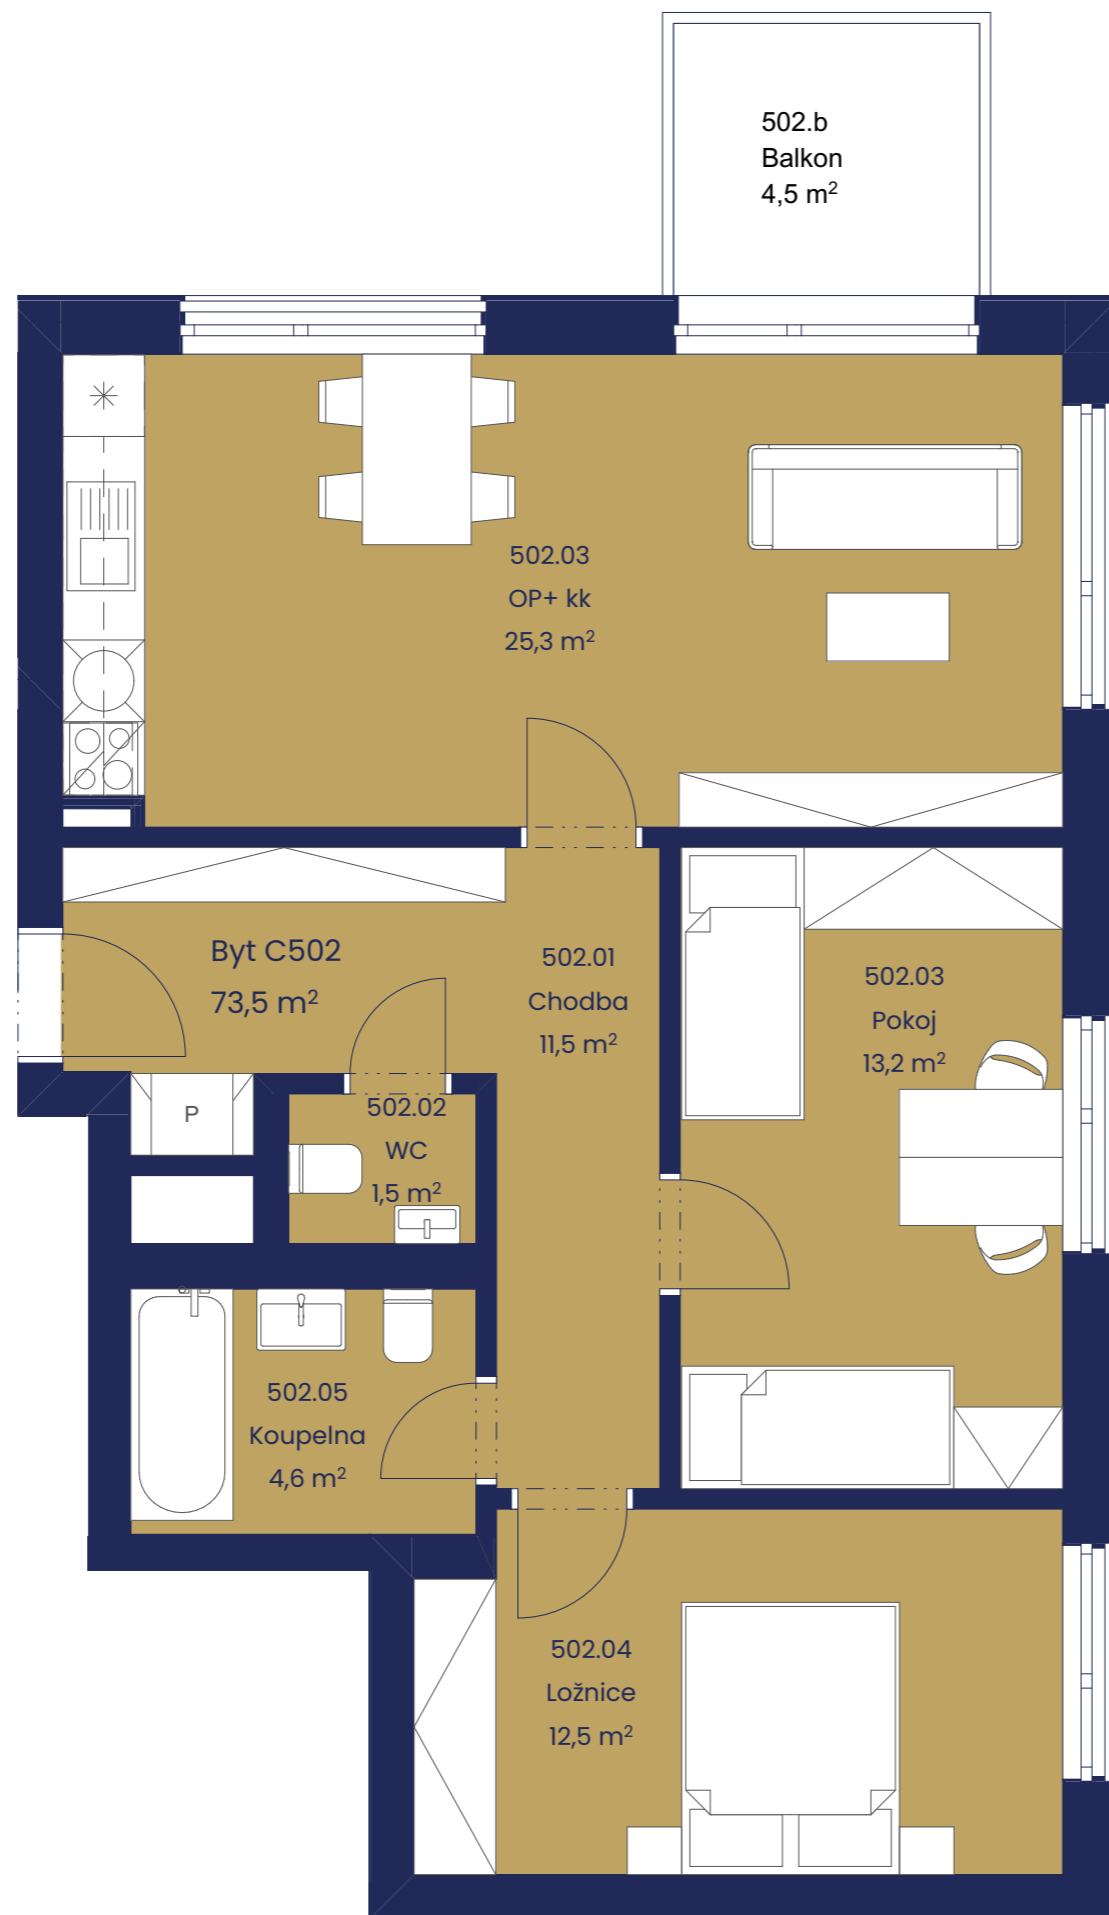 502.b
Balkon
4,5 m²
502.03
OP+ kk
25,3 m²
Byt C502
73,5 m²
502.01
Chodba
11,5 m²
502.03
Pokoj
13,2 m²
P
502.02
WC
1,5 m²
502.05
Koupelna
4,6 m²
502.04
Ložnice
12,5 m²